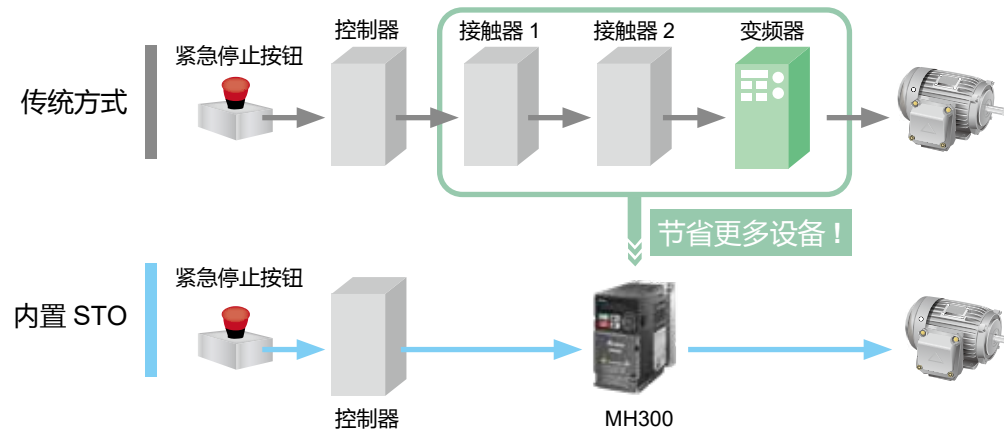 控制器
接触器 1
接触器 2
变频器
紧急停止按钮
传统方式
节省更多设备！
紧急停止按钮
内置 STO
控制器
MH300